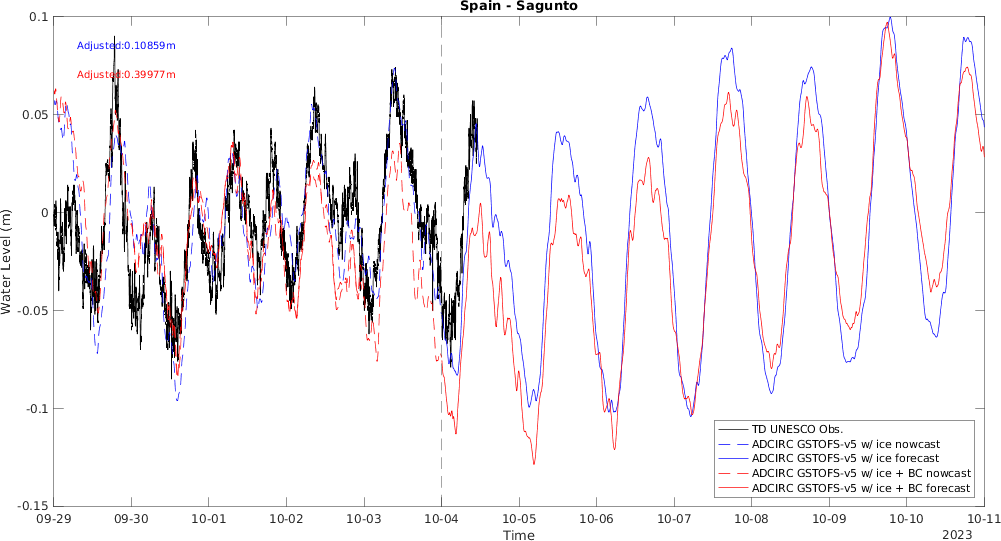 Spain - Sagunto
0.1
0.05
0
-0.05
-0.1
-0.15
Water Level (m)
Adjusted:0.10859m
Adjusted:0.39977m
TD UNESCO Obs.
ADCIRC GSTOFS-v5 w/ ice nowcast
ADCIRC GSTOFS-v5 w/ ice forecast
ADCIRC GSTOFS-v5 w/ ice + BC nowcast
ADCIRC GSTOFS-v5 w/ ice + BC forecast
09-29 09-30 10-01 10-02 10-03 10-04 10-05 10-06 10-07 10-08 10-09 10-10 10-11
Time
2023